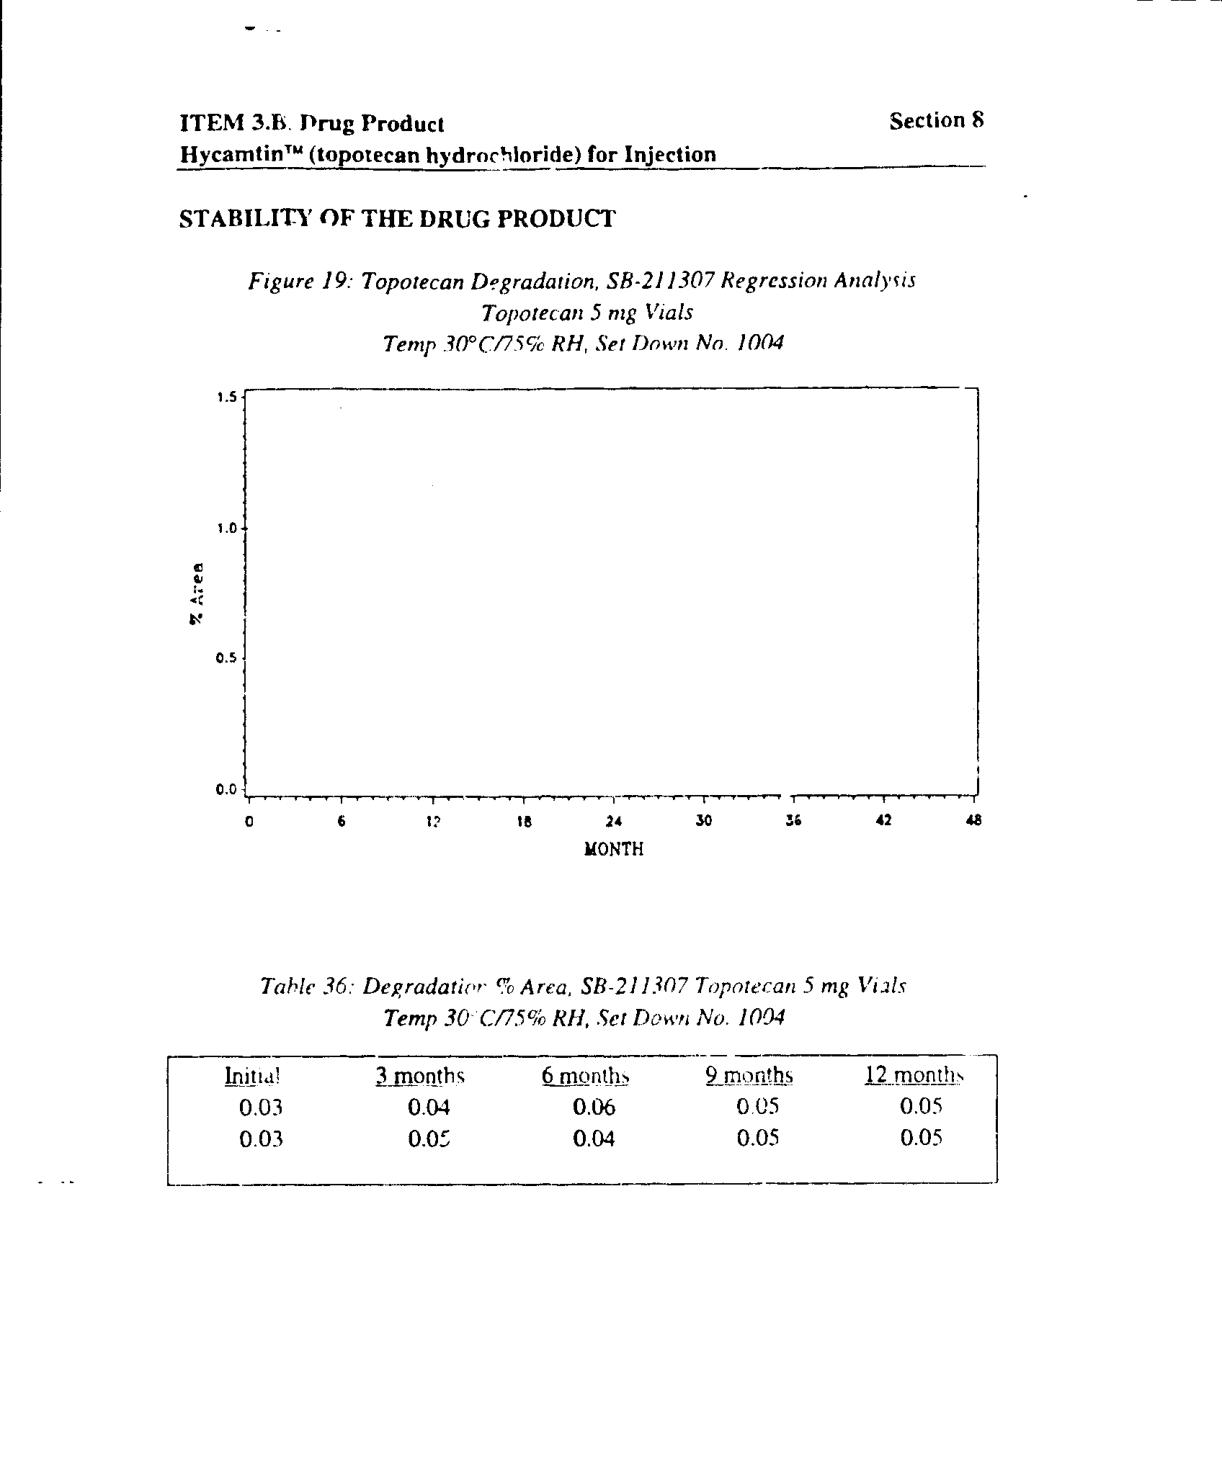 ITEM 3.B. Drug Product Section 8
Hycamtin™ (topotecan hydrochloride) for Injection
STABILITY OF THE DRUG PRODUCT
Figure 19: Topotecan Degradation, SB-211307 Regression Analysis
Topotecan 5 mg Vials
Temp 30°C/75% RH, Set Down No. 1004
1.5
1.0
% Area
0.5
0.0
0 6 12 18 24 30 36 42 48
MONTH
Table 36: Degradation % Area, SB-211307 Topotecan 5 mg Vials
Temp 30°C/75% RH, Set Down No. 1004
Initial 3 months 6 months 9 months 12 months
0.03 0.04 0.06 0.05 0.05
0.03 0.05 0.04 0.05 0.05